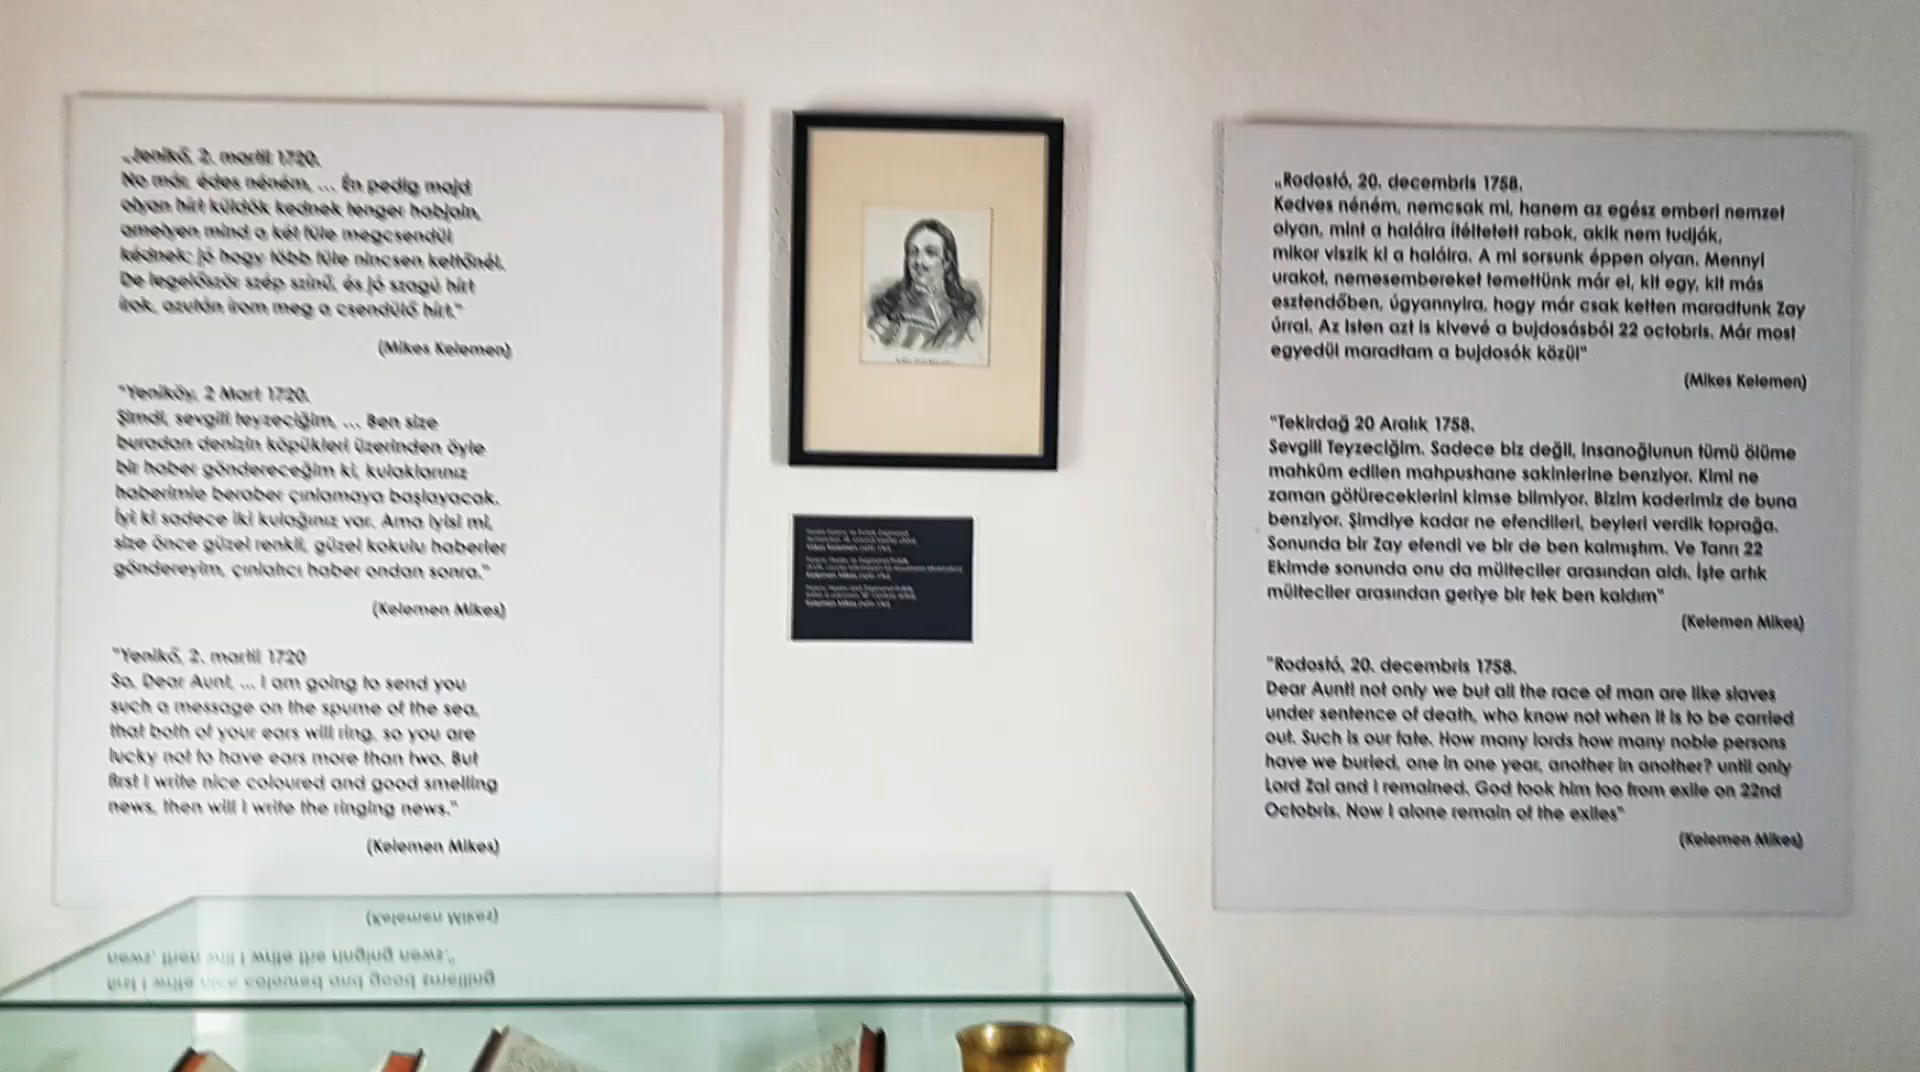 „Jenikő, 2. martii 1720.
No már, édes néném, ... Én pedig majd
olyan hírt küldök kednek tenger habjain,
amelyen mind a két füle megcsendül
kédnek; jó hogy több füle nincsen kettőnél.
De legelőször szép színű, és jó szagú hírt
írok, azután írom meg a csendülő hírt."
(Mikes Kelemen)
"Yeniköy, 2 Mart 1720.
Şimdi, sevgili teyzeciğim, ... Ben size
buradan denizin köpükleri üzerinden öyle
bir haber göndereceğim ki, kulaklarınız
haberimle beraber çınlamaya başlayacak.
İyi ki sadece iki kulağınız var. Ama iyisi mi,
size önce güzel renkli, güzel kokulu haberler
göndereyim, çınlatıcı haber ondan sonra."
(Kelemen Mikes)
"Yenikő, 2. martii 1720
So, Dear Aunt, ... I am going to send you
such a message on the spume of the sea,
that both of your ears will ring, so you are
lucky not to have ears more than two. But
first I write nice coloured and good smelling
news, then will I write the ringing news."
(Kelemen Mikes)
„Rodostó, 20. decembris 1758.
Kedves néném, nemcsak mi, hanem az egész emberi nemzet
olyan, mint a halálra ítéltetett rabok, akik nem tudják,
mikor viszik ki a halálra. A mi sorsunk éppen olyan. Mennyi
urakot, nemesembereket temettünk már el, kit egy, kit más
esztendőben, úgyannyira, hogy már csak ketten maradtunk Zay
úrral. Az Isten azt is kivevé a bujdosásból 22 octobris. Már most
egyedül maradtam a bujdosók közül"
(Mikes Kelemen)
"Tekirdağ 20 Aralık 1758.
Sevgili Teyzeciğim. Sadece biz değil, insanoğlunun tümü ölüme
mahkûm edilen mahpushane sakinlerine benziyor. Kimi ne
zaman götüreceklerini kimse bilmiyor. Bizim kaderimiz de buna
benziyor. Şimdiye kadar ne efendileri, beyleri verdik toprağa.
Sonunda bir Zay efendi ve bir de ben kalmıştım. Ve Tanrı 22
Ekimde sonunda onu da mülteciler arasından aldı. İşte artık
mülteciler arasından geriye bir tek ben kaldım"
(Kelemen Mikes)
"Rodostó, 20. decembris 1758.
Dear Aunt! not only we but all the race of man are like slaves
under sentence of death, who know not when it is to be carried
out. Such is our fate. How many lords how many noble persons
have we buried, one in one year, another in another? until only
Lord Zai and I remained. God took him too from exile on 22nd
Octobris. Now I alone remain of the exiles"
(Kelemen Mikes)